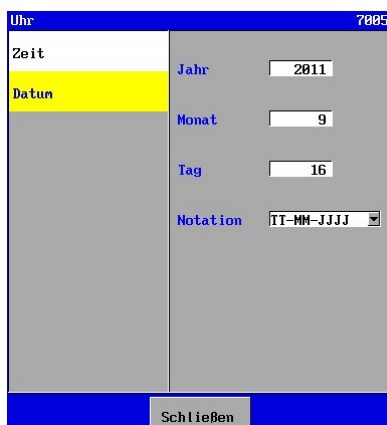 Uhr 7005
Zeit
Datum
Jahr 2011
Monat 9
Tag 16
Notation TT-MM-JJJJ
Schließen